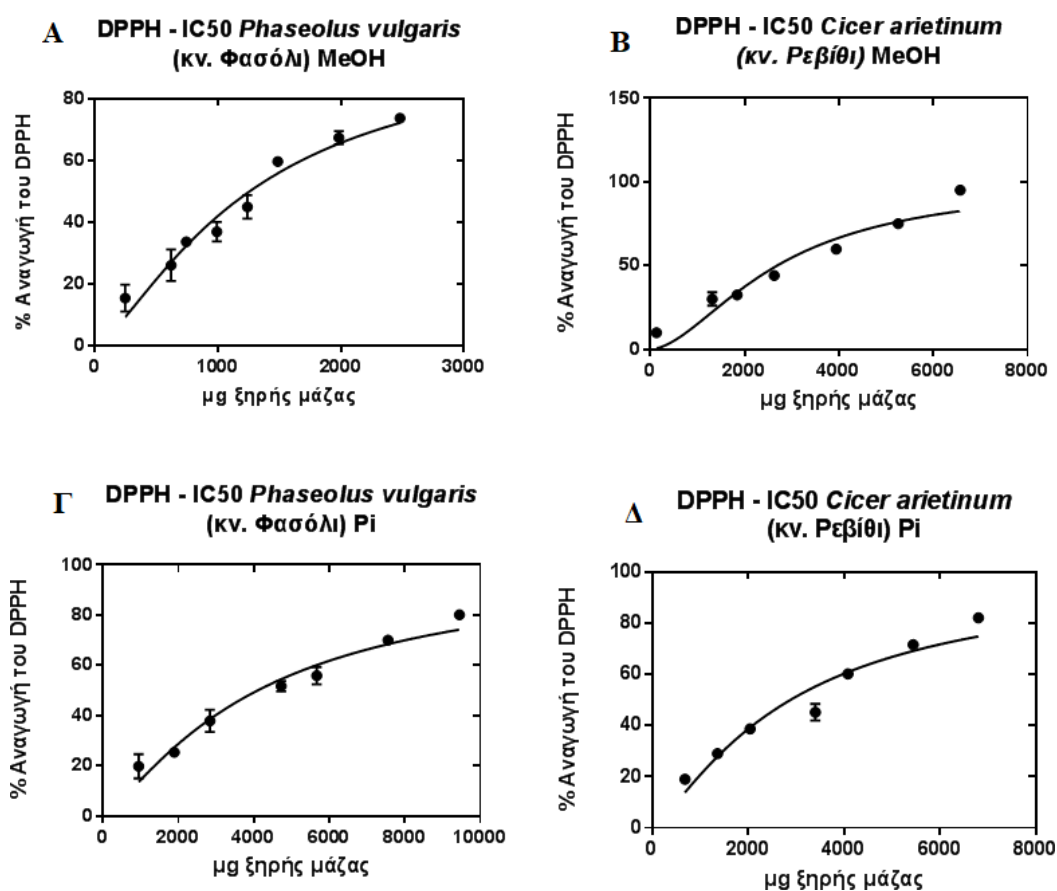 Α
DPPH - IC50 Phaseolus vulgaris
(κν. Φασόλι) MeOH
% Αναγωγή του DPPH
80
60
40
20
0
0 1000 2000 3000
μg ξηρής μάζας
Β
DPPH - IC50 Cicer arietinum
(κν. Ρεβίθι) MeOH
% Αναγωγή του DPPH
150
100
50
0
0 2000 4000 6000 8000
μg ξηρής μάζας
Γ
DPPH - IC50 Phaseolus vulgaris
(κν. Φασόλι) Pi
% Αναγωγή του DPPH
100
80
60
40
20
0
0 2000 4000 6000 8000 10000
μg ξηρής μάζας
Δ
DPPH - IC50 Cicer arietinum
(κν. Ρεβίθι) Pi
% Αναγωγή του DPPH
100
80
60
40
20
0
0 2000 4000 6000 8000
μg ξηρής μάζας